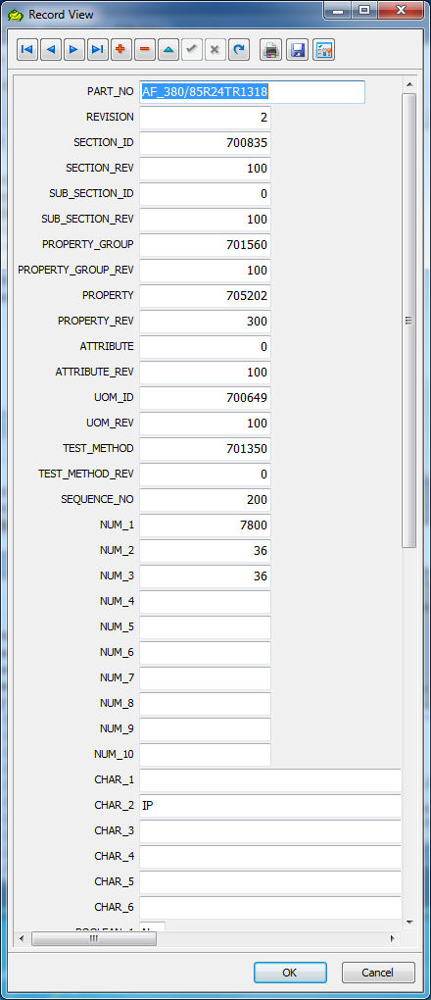 Record View
PART_NO AF_380/85R24TR1318
REVISION 2
SECTION_ID 700835
SECTION_REV 100
SUB_SECTION_ID 0
SUB_SECTION_REV 100
PROPERTY_GROUP 701560
PROPERTY_GROUP_REV 100
PROPERTY 705202
PROPERTY_REV 300
ATTRIBUTE 0
ATTRIBUTE_REV 100
UOM_ID 700649
UOM_REV 100
TEST_METHOD 701350
TEST_METHOD_REV 0
SEQUENCE_NO 200
NUM_1 7800
NUM_2 36
NUM_3 36
NUM_4
NUM_5
NUM_6
NUM_7
NUM_8
NUM_9
NUM_10
CHAR_1
CHAR_2 IP
CHAR_3
CHAR_4
CHAR_5
CHAR_6
OK Cancel